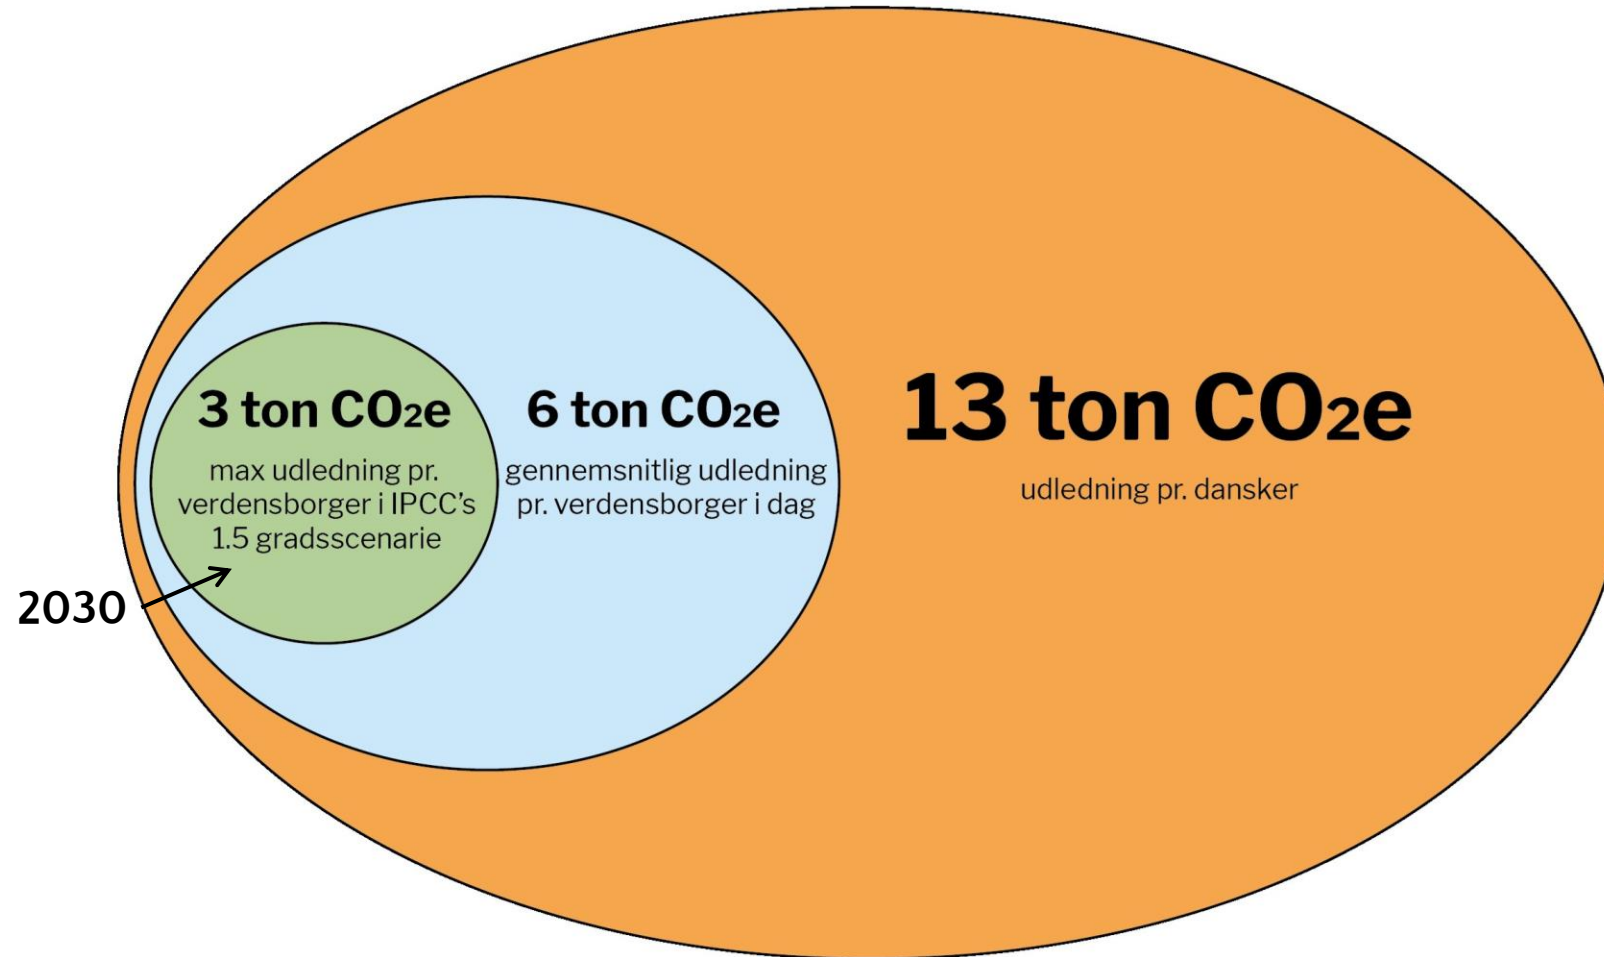 3 ton CO₂e
max udledning pr.
verdensborger i IPCC's
1.5 gradsscenarie
6 ton CO₂e
gennemsnitlig udledning
pr. verdensborger i dag
13 ton CO₂e
udledning pr. dansker
2030